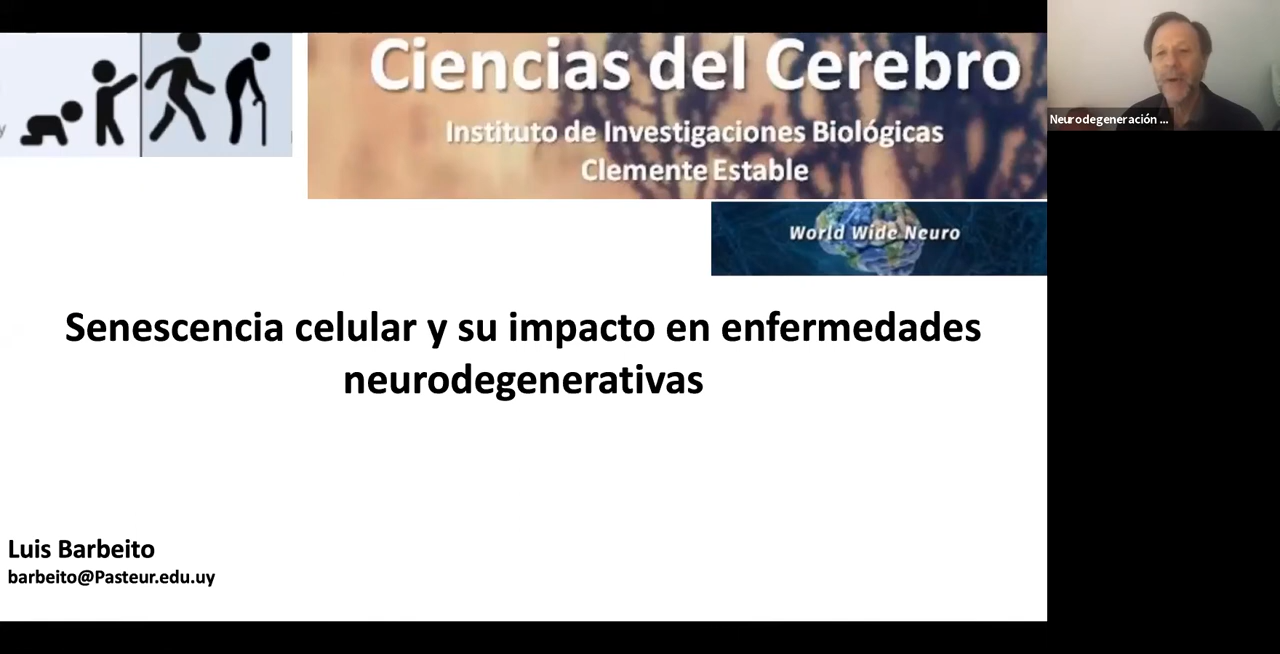 Ciencias del Cerebro
Instituto de Investigaciones Biológicas
Clemente Estable
y
World Wide Neuro
Neurodegeneración ...
Senescencia celular y su impacto en enfermedades
neurodegenerativas
Luis Barbeito
barbeito@Pasteur.edu.uy